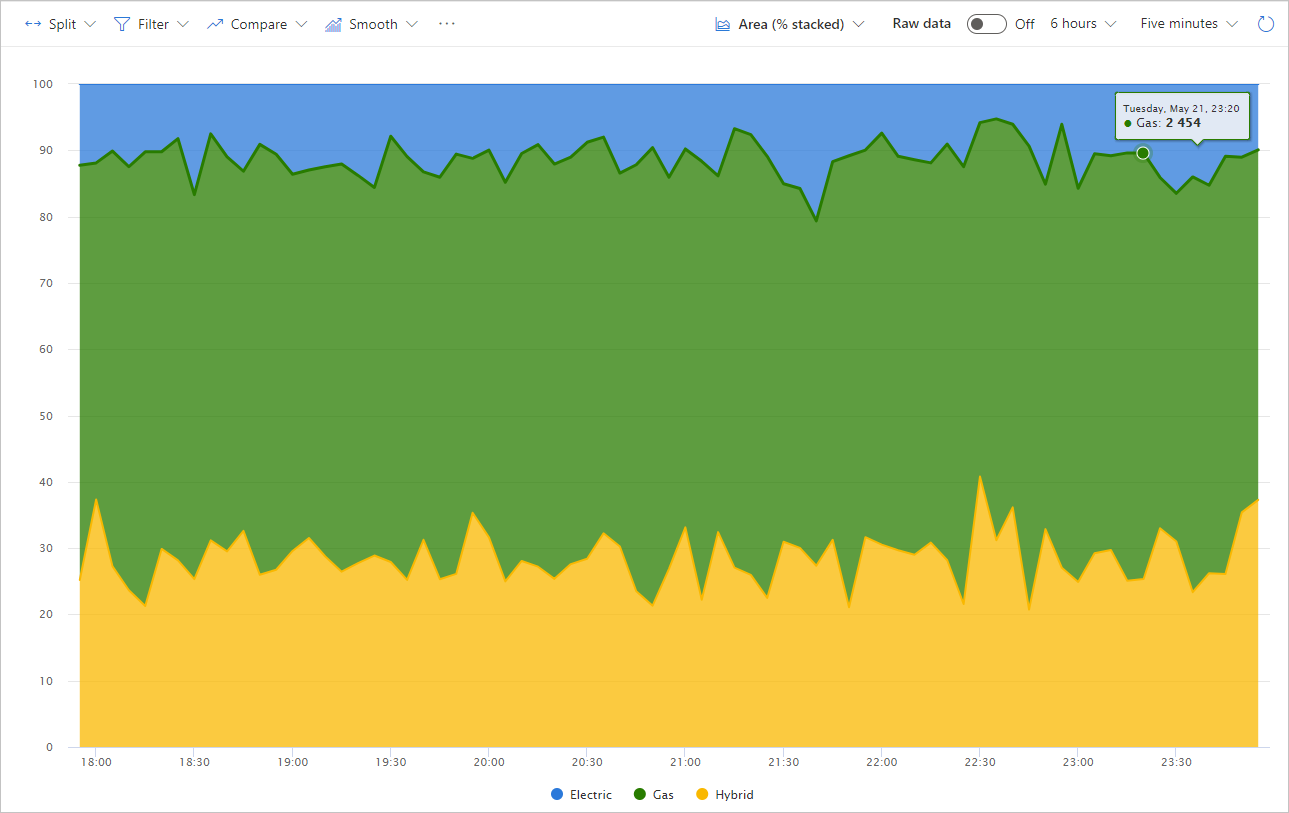 Split Filter Compare Smooth ··· Area (% stacked) Raw data Off 6 hours Five minutes
100
Tuesday, May 21, 23:20
Gas: 2 454
90
80
70
60
50
40
30
20
10
0
18:00 18:30 19:00 19:30 20:00 20:30 21:00 21:30 22:00 22:30 23:00 23:30
Electric Gas Hybrid